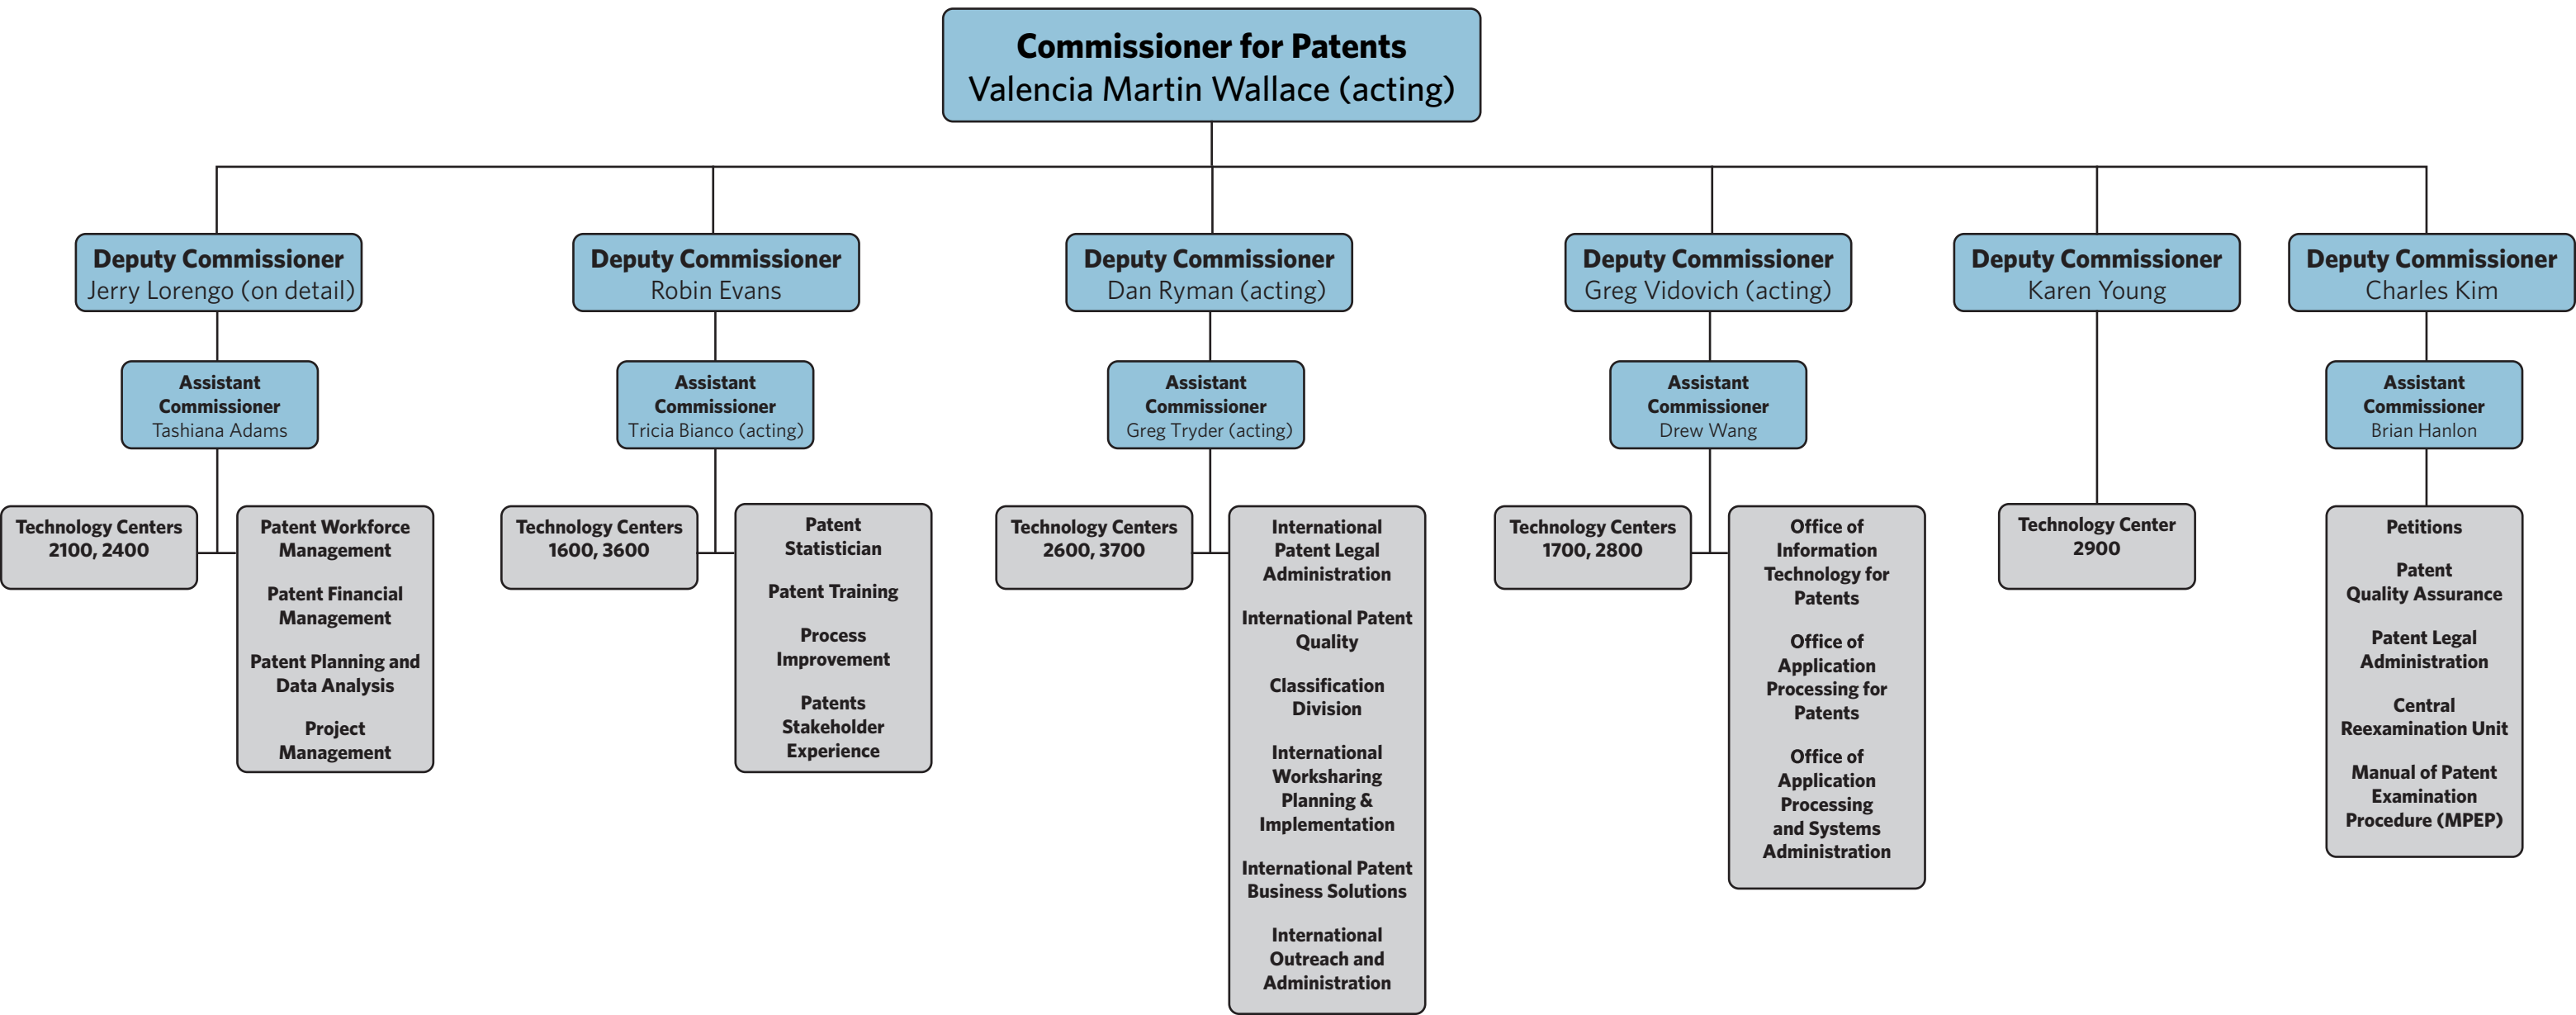 Commissioner for Patents
Valencia Martin Wallace (acting)
Deputy Commissioner
Jerry Lorengo (on detail)
Deputy Commissioner
Robin Evans
Deputy Commissioner
Dan Ryman (acting)
Deputy Commissioner
Greg Vidovich (acting)
Deputy Commissioner
Karen Young
Deputy Commissioner
Charles Kim
Assistant
Commissioner
Tashiana Adams
Assistant
Commissioner
Tricia Bianco (acting)
Assistant
Commissioner
Greg Tryder (acting)
Assistant
Commissioner
Drew Wang
Assistant
Commissioner
Brian Hanlon
Technology Centers
2100, 2400
Patent Workforce
Management
Patent Financial
Management
Patent Planning and
Data Analysis
Project
Management
Technology Centers
1600, 3600
Patent
Statistician
Patent Training
Process
Improvement
Patents
Stakeholder
Experience
Technology Centers
2600, 3700
International
Patent Legal
Administration
International Patent
Quality
Classification
Division
International
Worksharing
Planning &
Implementation
International Patent
Business Solutions
International
Outreach and
Administration
Technology Centers
1700, 2800
Office of
Information
Technology for
Patents
Office of
Application
Processing for
Patents
Office of
Application
Processing
and Systems
Administration
Technology Center
2900
Petitions
Patent
Quality Assurance
Patent Legal
Administration
Central
Reexamination Unit
Manual of Patent
Examination
Procedure (MPEP)